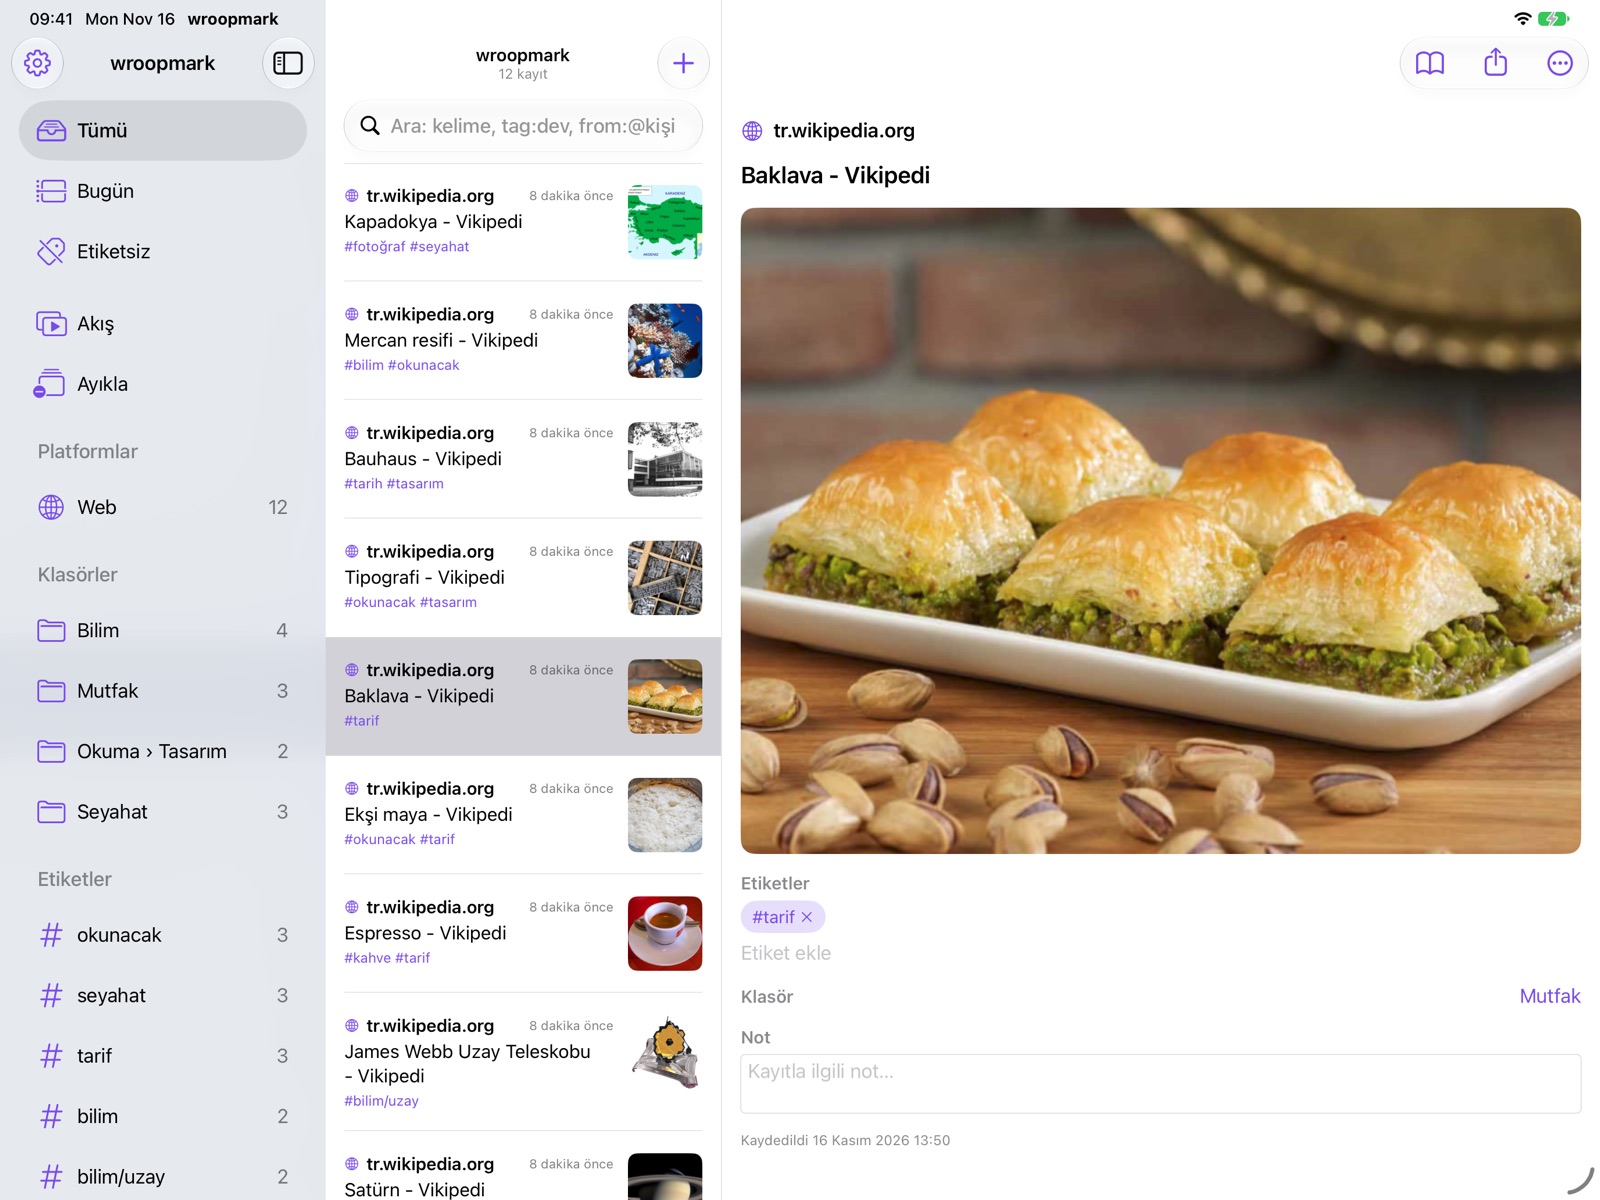 09:41 Mon Nov 16 wroopmark
wroopmark
Tümü
Bugün
Etiketsiz
Akış
Ayıkla
Platformlar
Web 12
Klasörler
Bilim 4
Mutfak 3
Okuma › Tasarım 2
Seyahat 3
Etiketler
# okunacak 3
# seyahat 3
# tarif 3
# bilim 2
# bilim/uzay 2
wroopmark
12 kayıt
Ara: kelime, tag:dev, from:@kişi
tr.wikipedia.org 8 dakika önce
Kapadokya - Vikipedi
#fotoğraf #seyahat
tr.wikipedia.org 8 dakika önce
Mercan resifi - Vikipedi
#bilim #okunacak
tr.wikipedia.org 8 dakika önce
Bauhaus - Vikipedi
#tarih #tasarım
tr.wikipedia.org 8 dakika önce
Tipografi - Vikipedi
#okunacak #tasarım
tr.wikipedia.org 8 dakika önce
Baklava - Vikipedi
#tarif
tr.wikipedia.org 8 dakika önce
Ekşi maya - Vikipedi
#okunacak #tarif
tr.wikipedia.org 8 dakika önce
Espresso - Vikipedi
#kahve #tarif
tr.wikipedia.org 8 dakika önce
James Webb Uzay Teleskobu
- Vikipedi
#bilim/uzay
tr.wikipedia.org 8 dakika önce
Satürn - Vikipedi
tr.wikipedia.org
Baklava - Vikipedi
Etiketler
#tarif ×
Etiket ekle
Klasör Mutfak
Not
Kayıtla ilgili not...
Kaydedildi 16 Kasım 2026 13:50